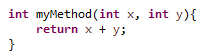 int myMethod(int x, int y){
    return x + y;
}